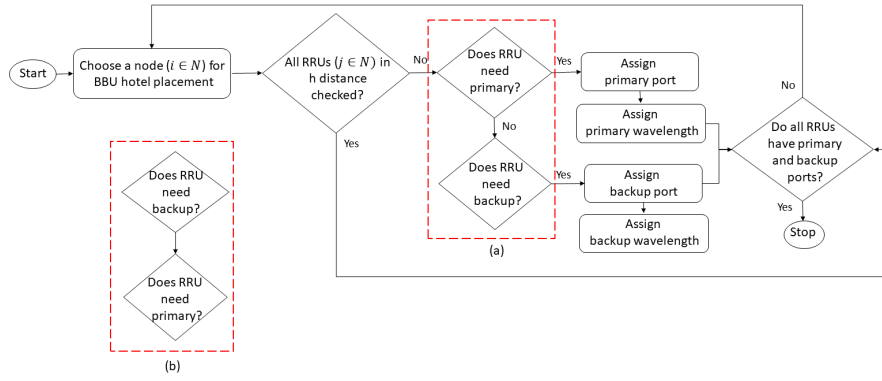 Start
Choose a node (i ∈ N) for
BBU hotel placement
All RRUs (j ∈ N) in
h distance
checked?
No
Yes
Does RRU
need
primary?
Yes
No
Does RRU
need
backup?
Yes
(a)
Assign
primary port
Assign
primary wavelength
Assign
backup port
Assign
backup wavelength
No
Do all RRUs
have primary
and backup
ports?
Yes
Stop
Does RRU
need
backup?
Does RRU
need
primary?
(b)